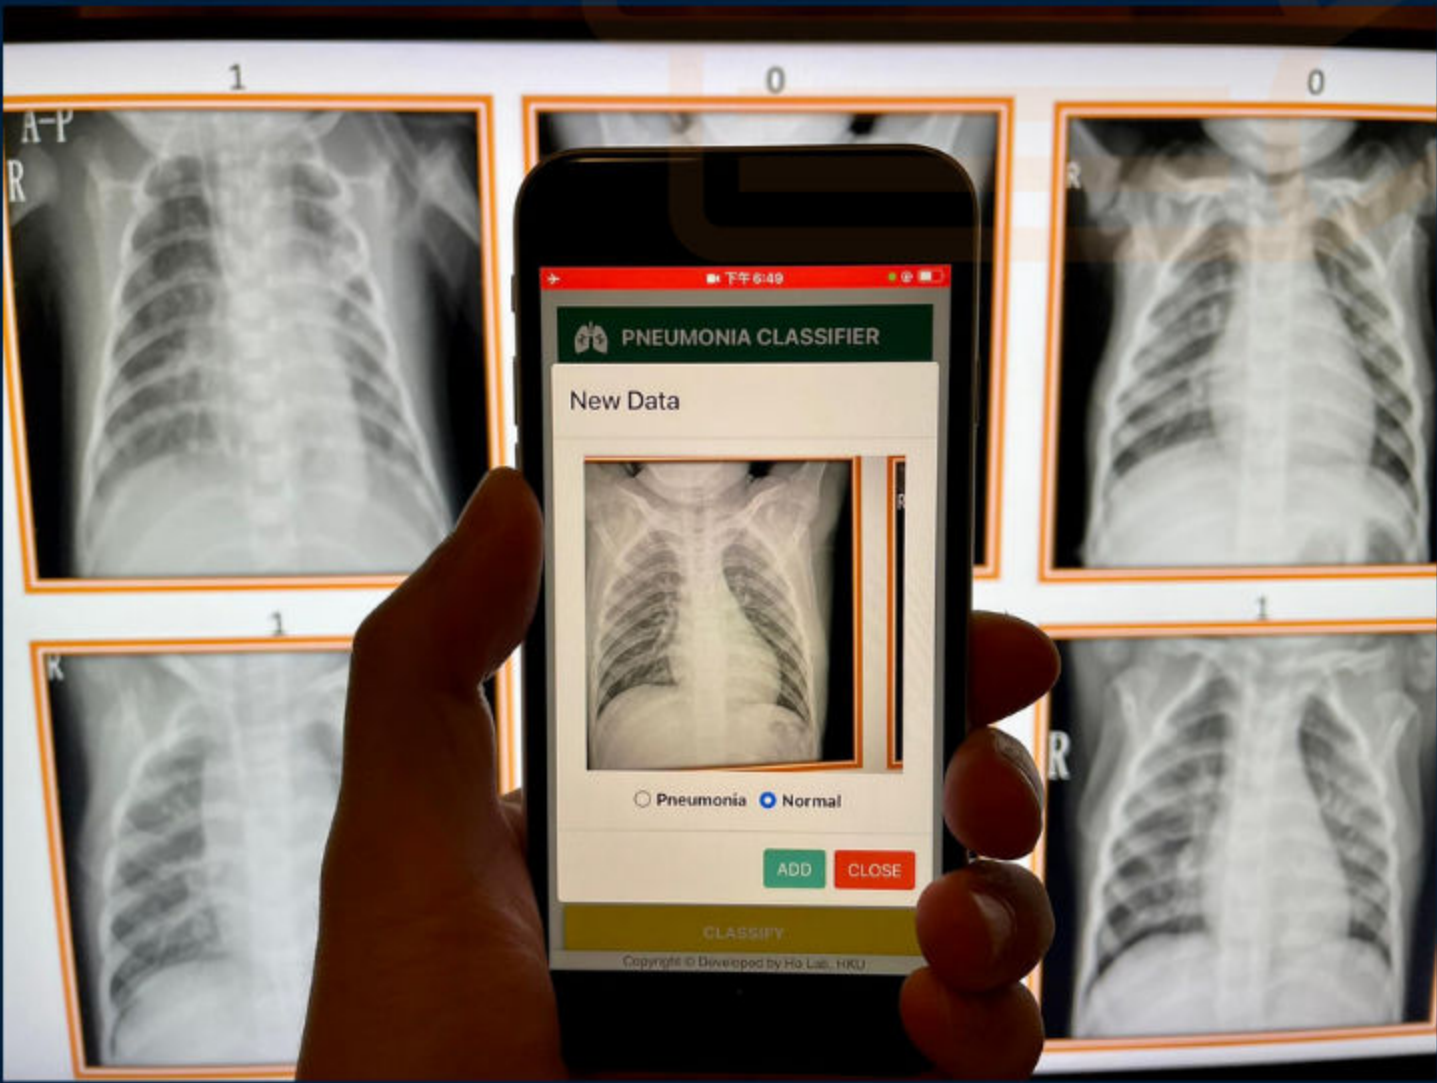 1
0
0
A-P
R
R
下午6:49
PNEUMONIA CLASSIFIER
New Data
R
Pneumonia Normal
ADD CLOSE
CLASSIFY
Copyright © Developed by Ho Lab, HKU
1
1
R
R